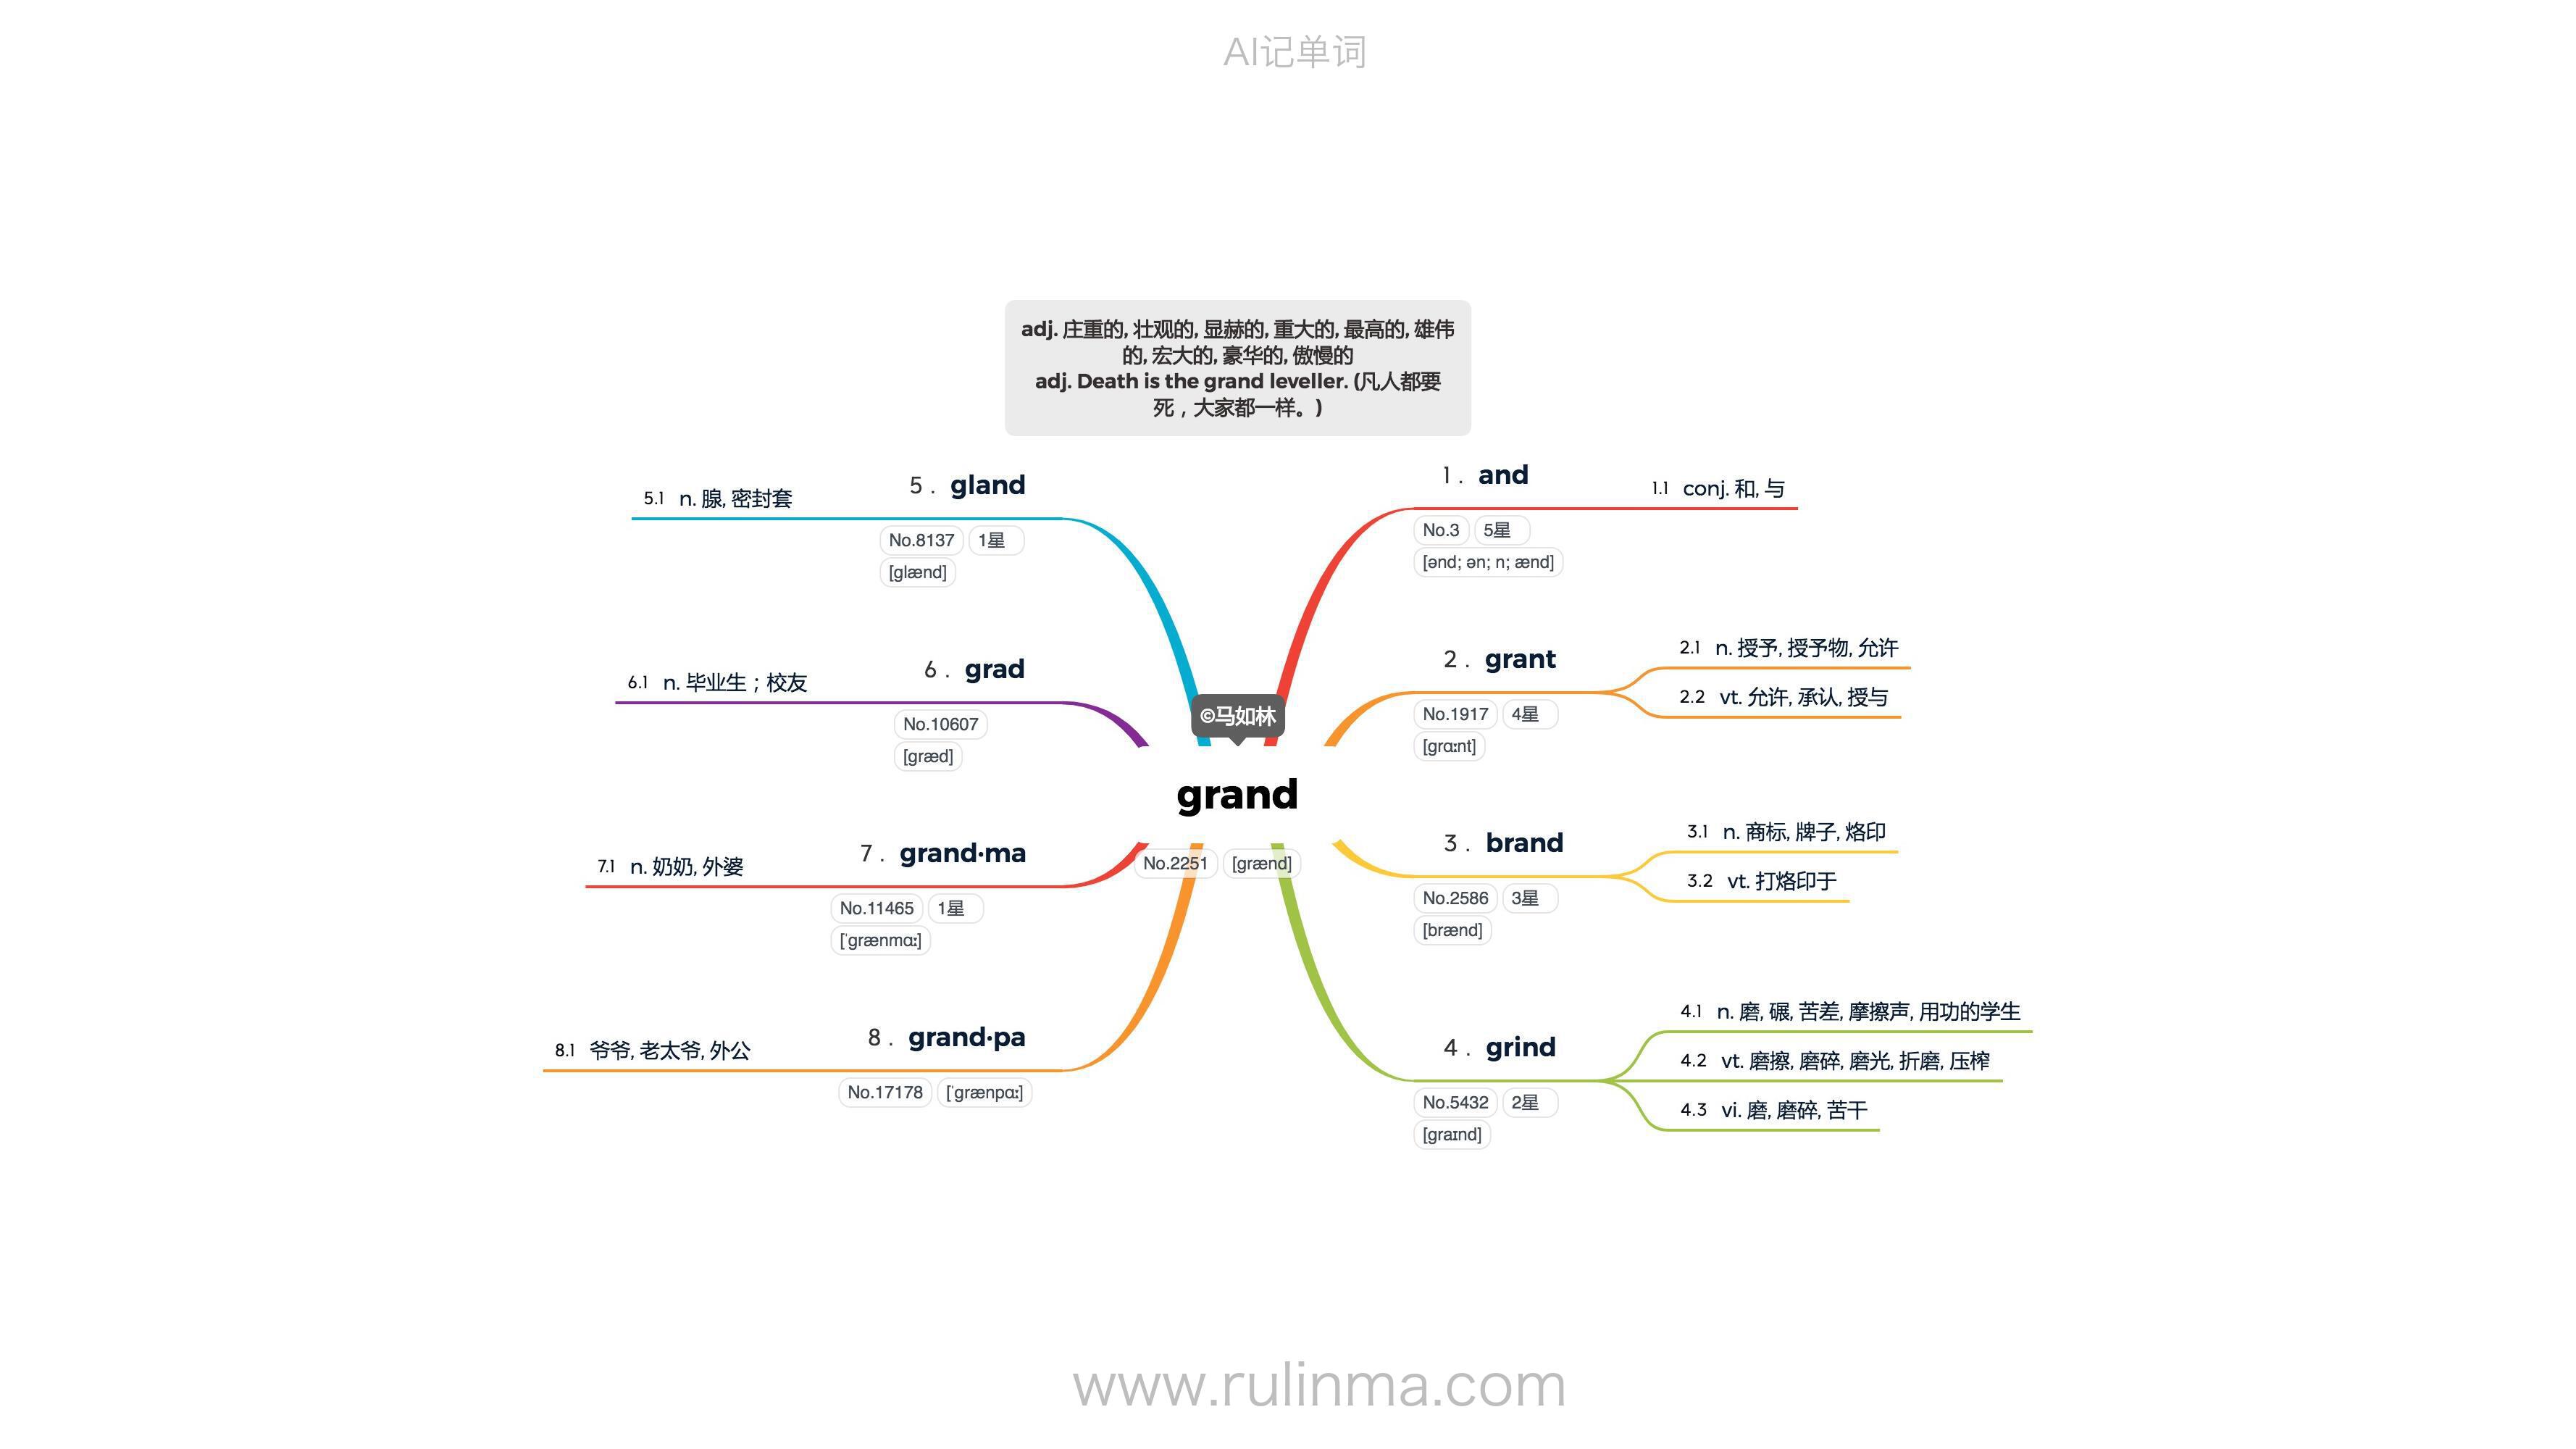 AI记单词
adj. 庄重的, 壮观的, 显赫的, 重大的, 最高的, 雄伟
的, 宏大的, 豪华的, 傲慢的
adj. Death is the grand leveller. (凡人都要
死，大家都一样。)
©马如林
grand
No.2251 [grænd]
1. and
No.3 5星
[ənd; ən; n; ænd]
1.1 conj. 和, 与
2. grant
No.1917 4星
[grɑːnt]
2.1 n. 授予, 授予物, 允许
2.2 vt. 允许, 承认, 授与
3. brand
No.2586 3星
[brænd]
3.1 n. 商标, 牌子, 烙印
3.2 vt. 打烙印于
4. grind
No.5432 2星
[graɪnd]
4.1 n. 磨, 碾, 苦差, 摩擦声, 用功的学生
4.2 vt. 磨擦, 磨碎, 磨光, 折磨, 压榨
4.3 vi. 磨, 磨碎, 苦干
5. gland
No.8137 1星
[glænd]
5.1 n. 腺, 密封套
6. grad
No.10607
[græd]
6.1 n. 毕业生；校友
7. grand·ma
No.11465 1星
[ˈgrænmɑː]
7.1 n. 奶奶, 外婆
8. grand·pa
No.17178 [ˈgrænpɑː]
8.1 爷爷, 老太爷, 外公
www.rulinma.com